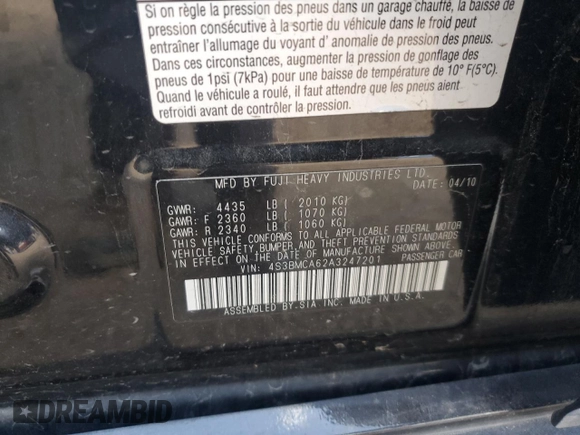 Si on règle la pression des pneus dans un garage chauffé, la baisse de
pression consécutive à la sortie du véhicule dans le froid peut
entraîner l'allumage du voyant d' anomalie de pression des pneus.
Dans ces circonstances, augmenter la pression de gonflage des
pneus de 1psi (7kPa) pour une baisse de température de 10° F(5°C).
Quand le véhicule a roulé, il faut attendre que les pneus aient
refroidi avant de contrôler la pression.
MFD BY FUJI HEAVY INDUSTRIES LTD.
DATE: 04/10
GVWR: 4435 LB ( 2010 KG)
GAWR: F 2360 LB ( 1070 KG)
GAWR: R 2340 LB ( 1060 KG)
THIS VEHICLE CONFORMS TO ALL APPLICABLE FEDERAL MOTOR
VEHICLE SAFETY,BUMPER,AND THEFT PREVENTION STANDARDS
IN EFFECT ON THE DATE OF MANUFACTURE SHOWN ABOVE.
VIN: 4S3BMCA62A3247201 PASSENGER CAR
ASSEMBLED BY SIA INC. MADE IN U.S.A.
DREAMBID